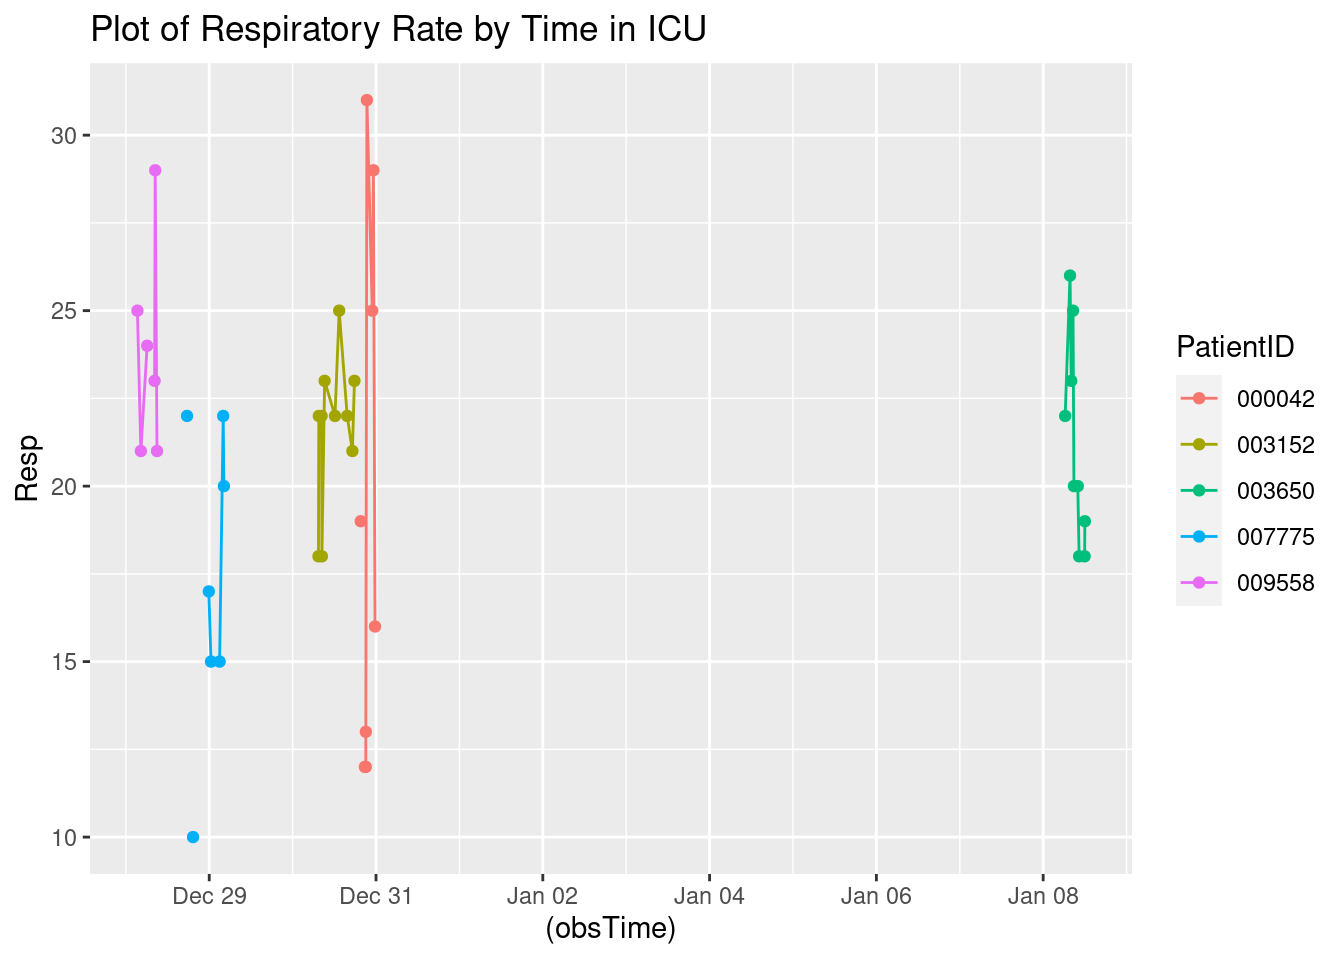 Plot of Respiratory Rate by Time in ICU
30
25
20
15
10
Resp
Dec 29
Dec 31
Jan 02
Jan 04
Jan 06
Jan 08
(obsTime)
PatientID
000042
003152
003650
007775
009558